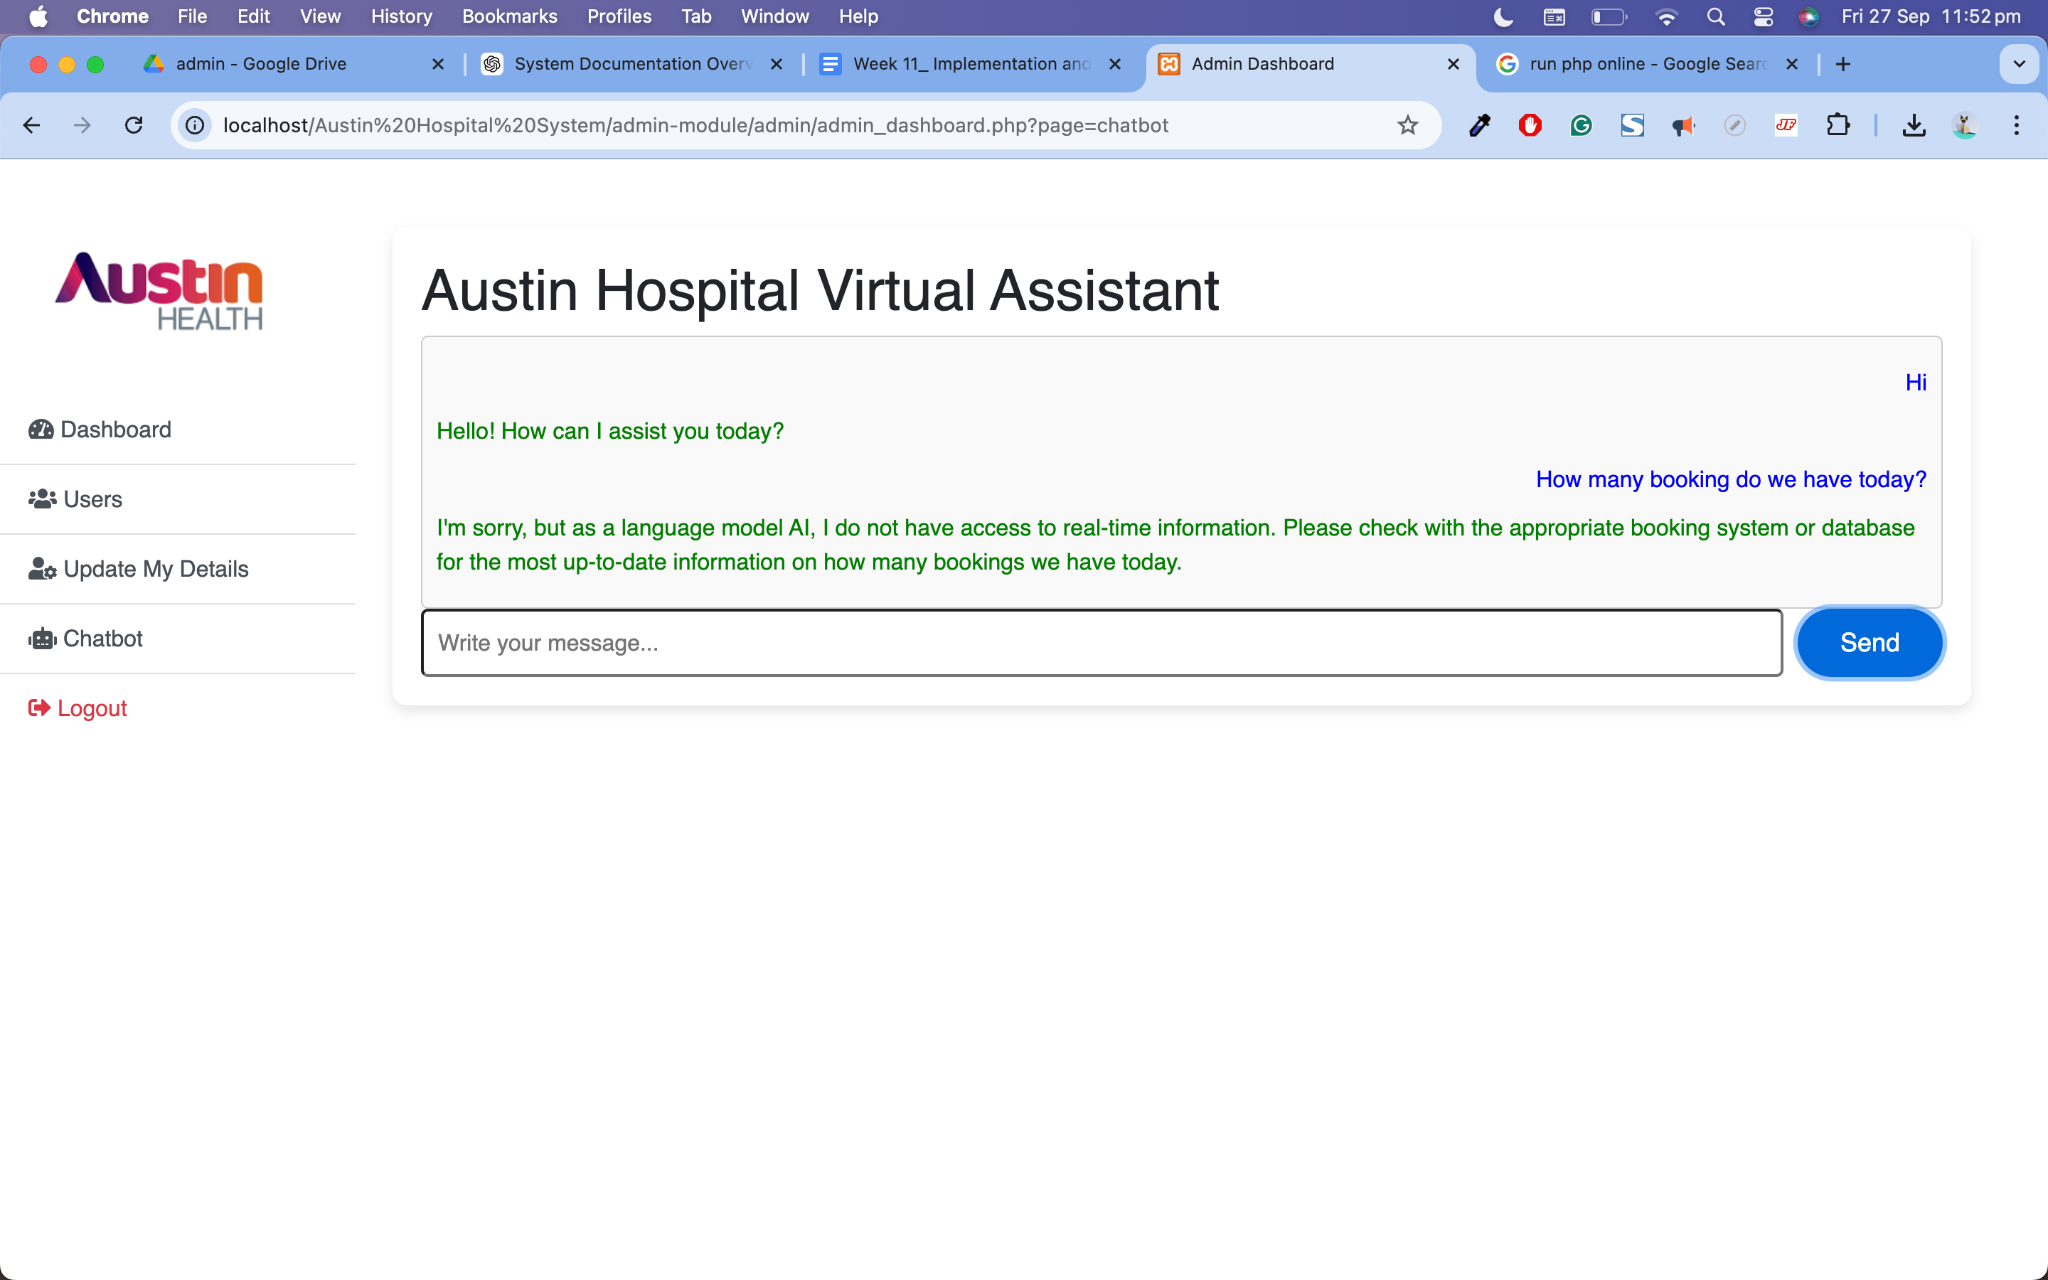 Chrome File Edit View History Bookmarks Profiles Tab Window Help Fri 27 Sep 11:52 pm
admin - Google Drive System Documentation Over Week 11_ Implementation and Admin Dashboard run php online - Google Sear
localhost/Austin%20Hospital%20System/admin-module/admin/admin_dashboard.php?page=chatbot
Austin
HEALTH
Dashboard
Users
Update My Details
Chatbot
Logout
Austin Hospital Virtual Assistant
Hi
Hello! How can I assist you today?
How many booking do we have today?
I'm sorry, but as a language model AI, I do not have access to real-time information. Please check with the appropriate booking system or database
for the most up-to-date information on how many bookings we have today.
Write your message...
Send